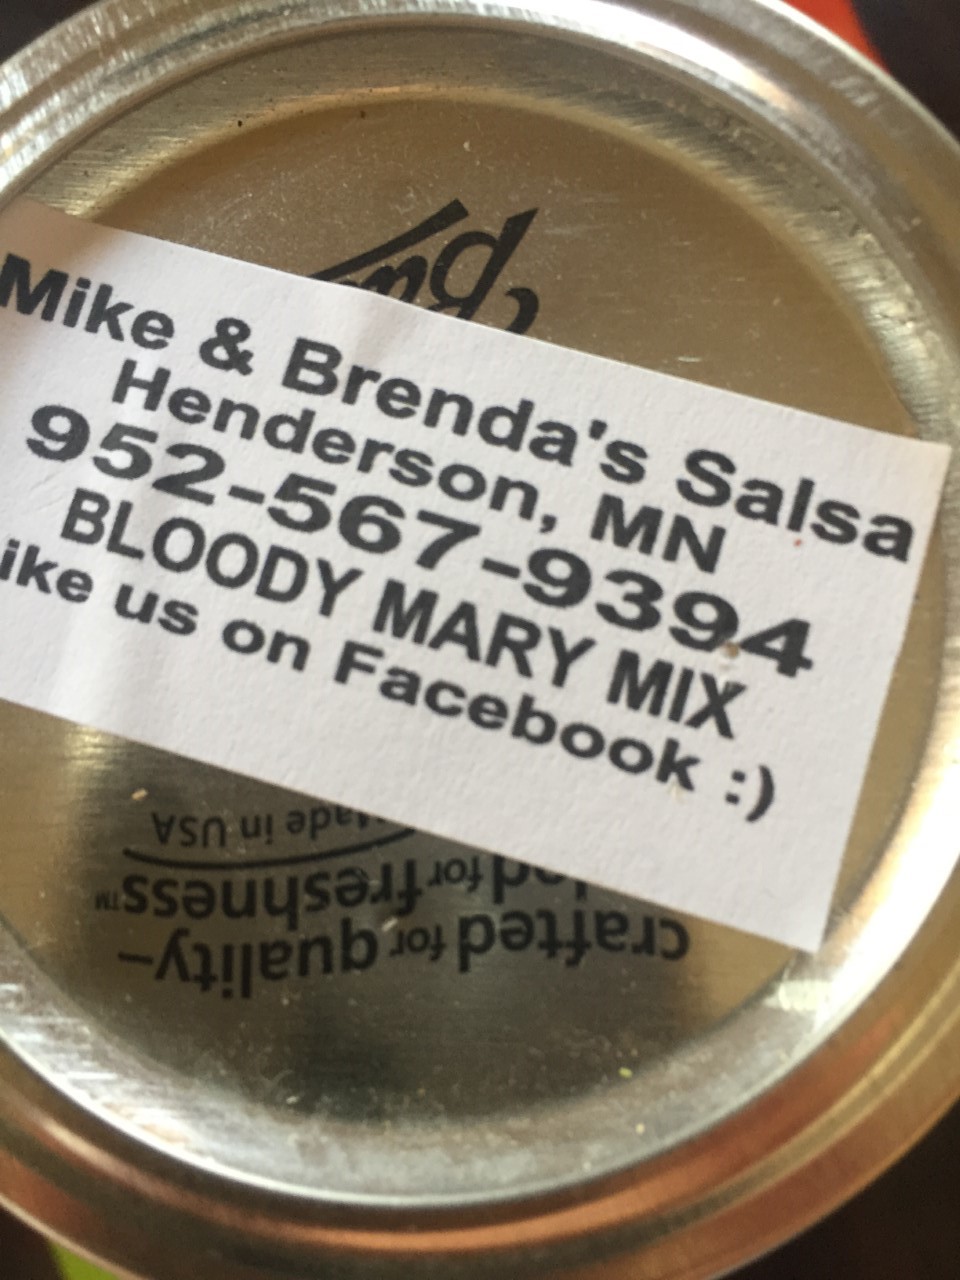 Mike & Brenda's Salsa
Henderson, MN
952-567-9394
BLOODY MARY MIX
ike us on Facebook :)
crafted for quality–
for freshness™
Made in USA